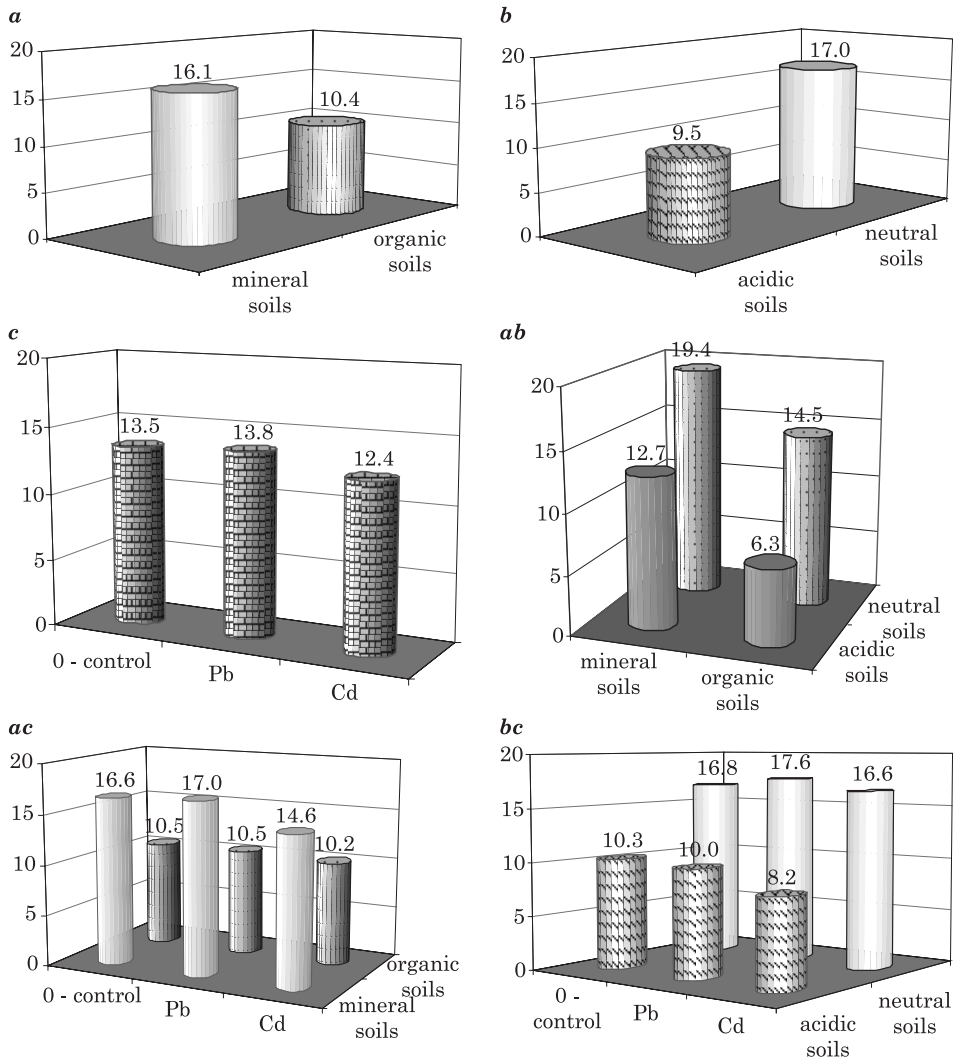 a
20
15
10
5
0
16.1
10.4
mineral
soils
organic
soils
b
20
15
10
5
0
9.5
17.0
acidic
soils
neutral
soils
c
20
15
10
5
0
13.5
13.8
12.4
0 - control
Pb
Cd
ab
20
15
10
5
0
19.4
14.5
12.7
6.3
mineral
soils
organic
soils
acidic
soils
neutral
soils
ac
20
15
10
5
0
16.6
17.0
14.6
10.5
10.5
10.2
0 - control
Pb
Cd
mineral
soils
organic
soils
bc
20
15
10
5
0
16.8
17.6
16.6
10.3
10.0
8.2
0 -
control
Pb
Cd
acidic
soils
neutral
soils